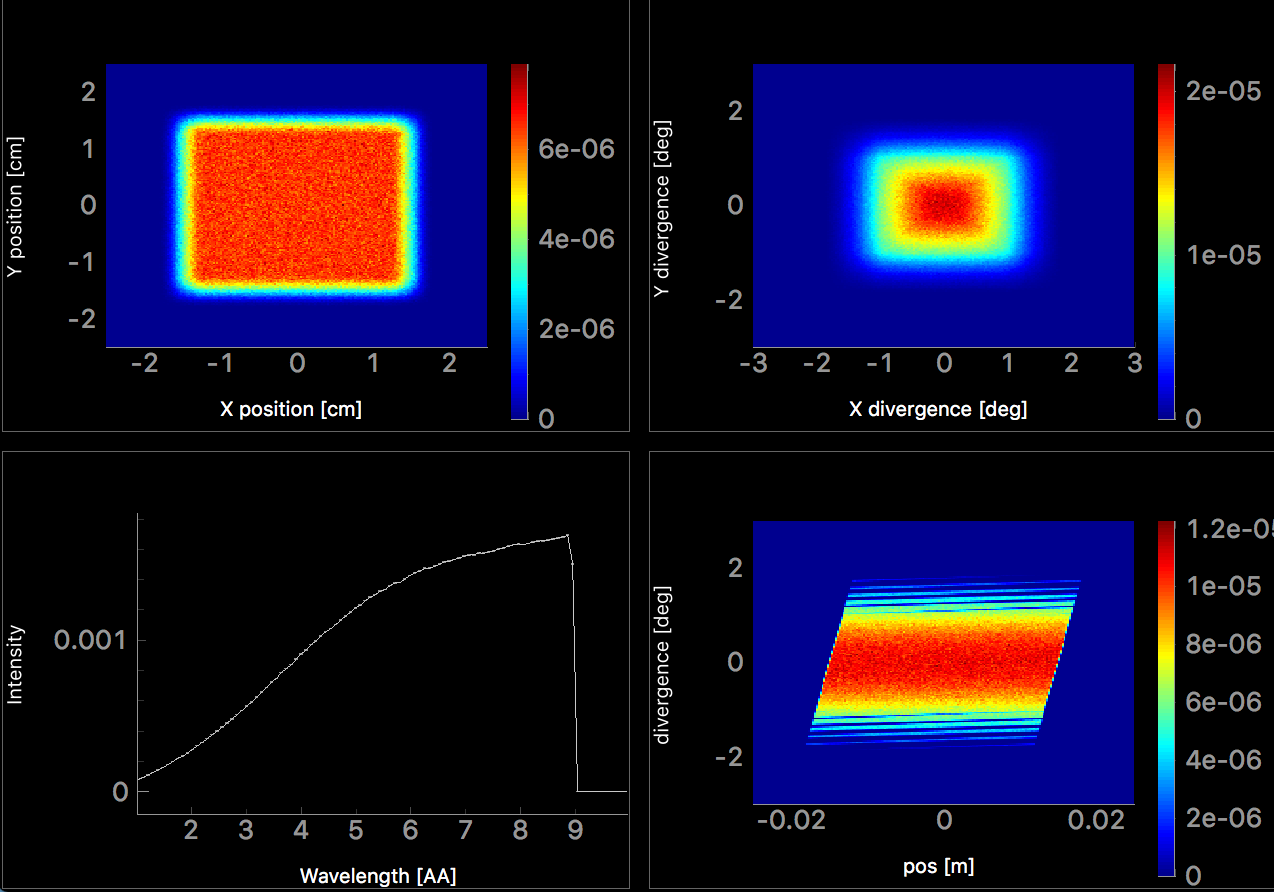 2
1
0
-1
-2
Y position [cm]
-2 -1 0 1 2
X position [cm]
6e-06
4e-06
2e-06
0
2
0
-2
Y divergence [deg]
-3 -2 -1 0 1 2 3
X divergence [deg]
2e-05
1e-05
0
0.001
0
Intensity
2 3 4 5 6 7 8 9
Wavelength [AA]
2
0
-2
divergence [deg]
-0.02 0 0.02
pos [m]
1.2e-05
1e-05
8e-06
6e-06
4e-06
2e-06
0